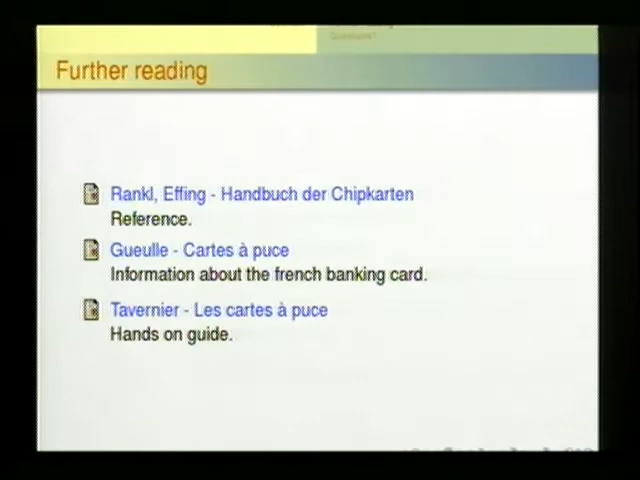 Questions?
Further reading
Rankl, Effing - Handbuch der Chipkarten
Reference.
Gueulle - Cartes à puce
Information about the french banking card.
Tavernier - Les cartes à puce
Hands on guide.